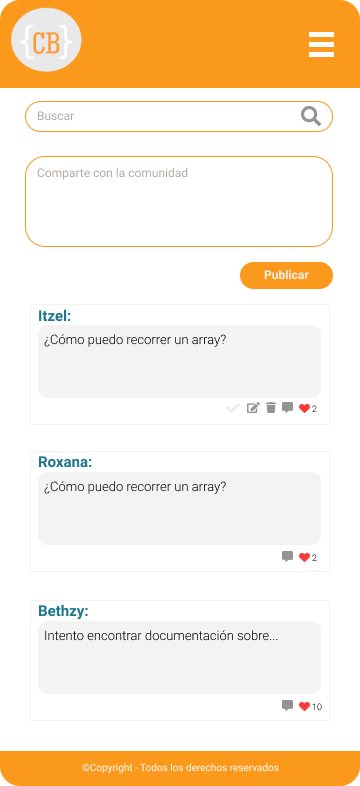 {CB}
Buscar
Comparte con la comunidad
Publicar
Itzel:
¿Cómo puedo recorrer un array?
2
Roxana:
¿Cómo puedo recorrer un array?
2
Bethzy:
Intento encontrar documentación sobre...
10
©Copyright - Todos los derechos reservados